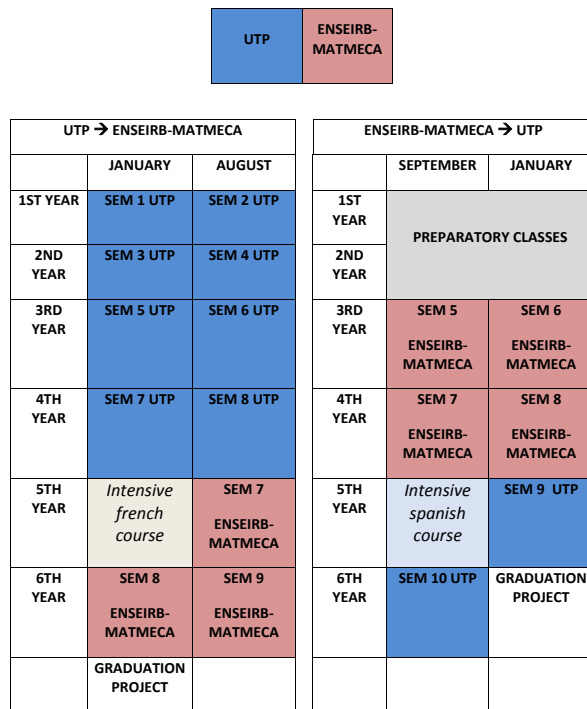 UTP
ENSEIRB-
MATMECA
UTP → ENSEIRB-MATMECA
JANUARY
AUGUST
1ST YEAR
SEM 1 UTP
SEM 2 UTP
2ND
YEAR
SEM 3 UTP
SEM 4 UTP
3RD
YEAR
SEM 5 UTP
SEM 6 UTP
4TH
YEAR
SEM 7 UTP
SEM 8 UTP
5TH
YEAR
Intensive
french
course
SEM 7
ENSEIRB-
MATMECA
6TH
YEAR
SEM 8
ENSEIRB-
MATMECA
SEM 9
ENSEIRB-
MATMECA
GRADUATION
PROJECT
ENSEIRB-MATMECA → UTP
SEPTEMBER
JANUARY
1ST
YEAR
2ND
YEAR
PREPARATORY CLASSES
3RD
YEAR
SEM 5
ENSEIRB-
MATMECA
SEM 6
ENSEIRB-
MATMECA
4TH
YEAR
SEM 7
ENSEIRB-
MATMECA
SEM 8
ENSEIRB-
MATMECA
5TH
YEAR
Intensive
spanish
course
SEM 9 UTP
6TH
YEAR
SEM 10 UTP
GRADUATION
PROJECT